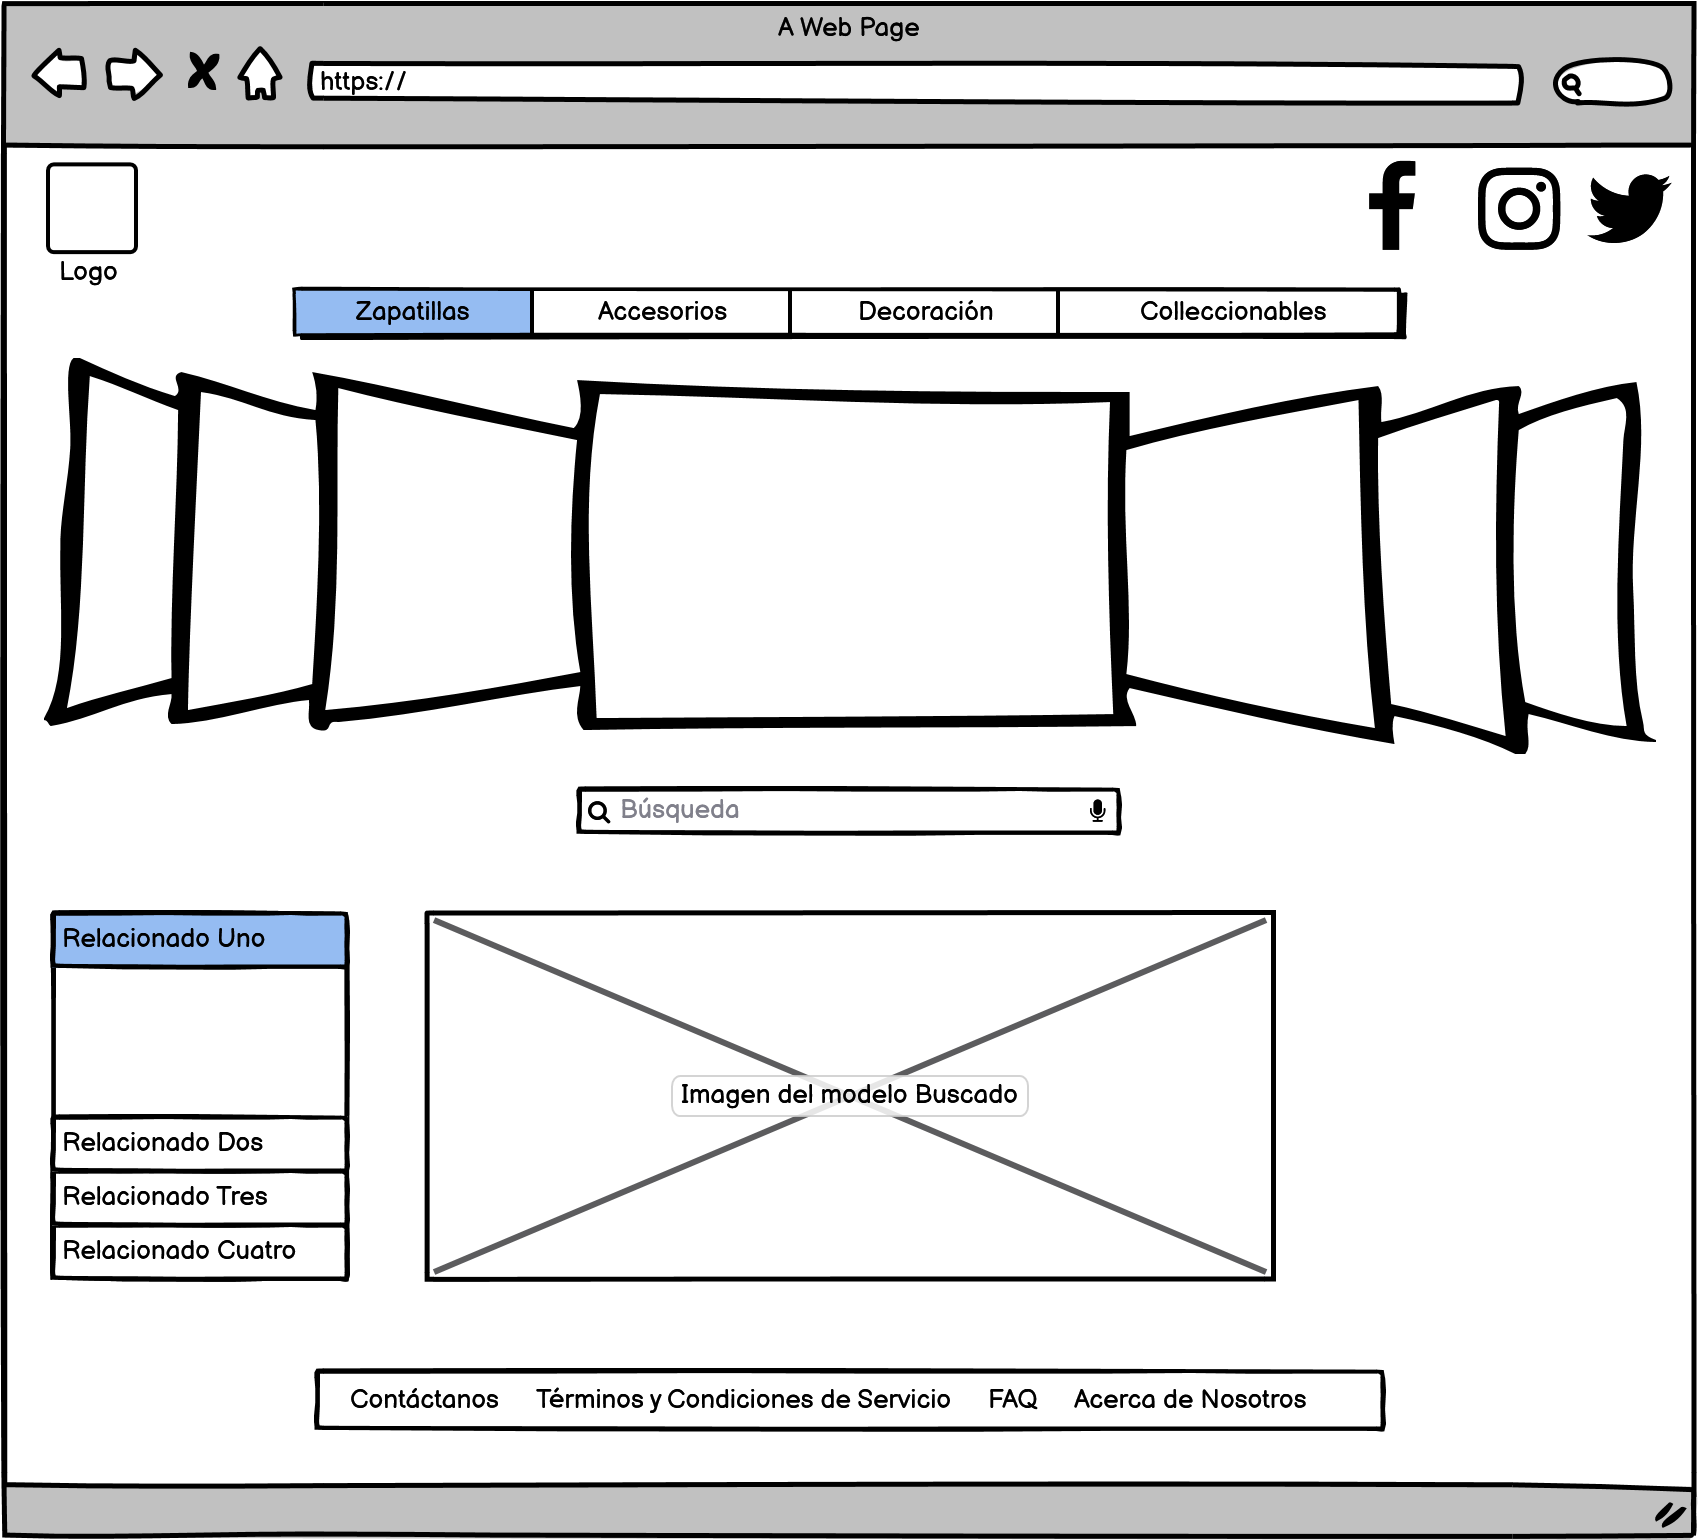 A Web Page
https://
Logo
Zapatillas Accesorios Decoración Colleccionables
Búsqueda
Relacionado Uno
Imagen del modelo Buscado
Relacionado Dos
Relacionado Tres
Relacionado Cuatro
Contáctanos Términos y Condiciones de Servicio FAQ Acerca de Nosotros